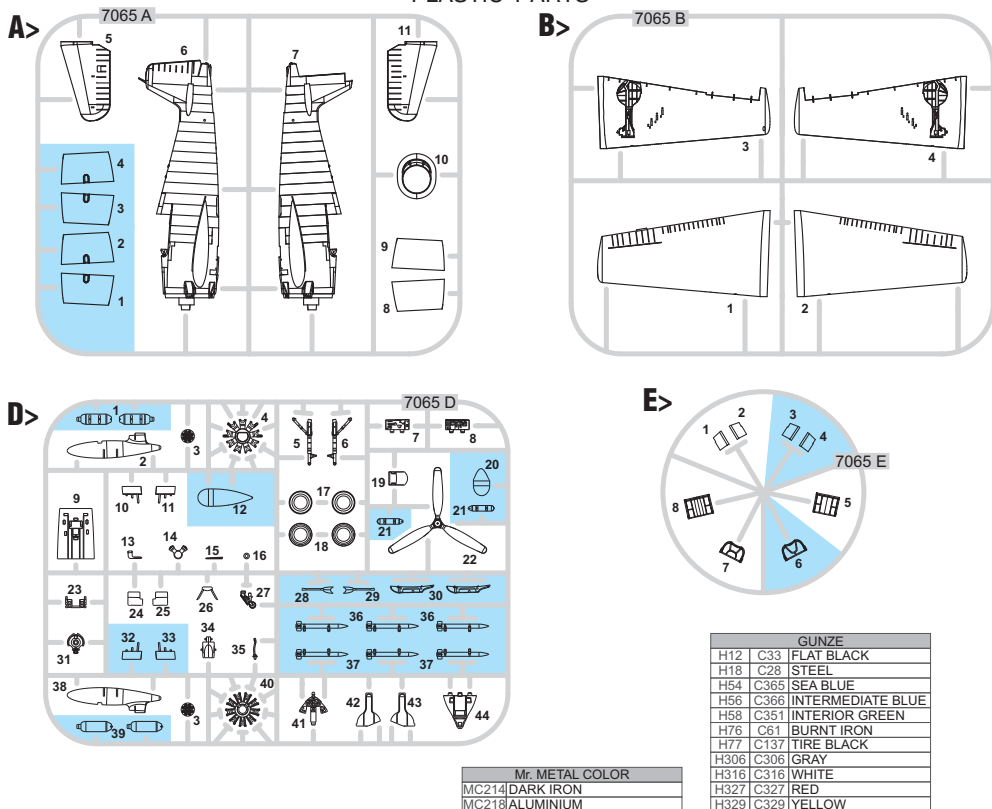 PLASTIC PARTS
A>
7065 A
5
6
7
11
4
3
2
1
10
9
8
B>
7065 B
3
4
1
2
D>
7065 D
1
2
3
4
5
6
7
8
9
10
11
12
17
18
19
20
21
21
22
13
14
15
16
23
24
25
26
27
28
29
30
31
32
33
34
35
36
36
37
37
38
39
3
40
41
42
43
44
E>
7065 E
1
2
3
4
5
6
7
8
GUNZE
H12 C33 FLAT BLACK
H18 C28 STEEL
H54 C365 SEA BLUE
H56 C366 INTERMEDIATE BLUE
H58 C351 INTERIOR GREEN
H76 C61 BURNT IRON
H77 C137 TIRE BLACK
H306 C306 GRAY
H316 C316 WHITE
H327 C327 RED
H329 C329 YELLOW
Mr. METAL COLOR
MC214 DARK IRON
MC218 ALUMINIUM